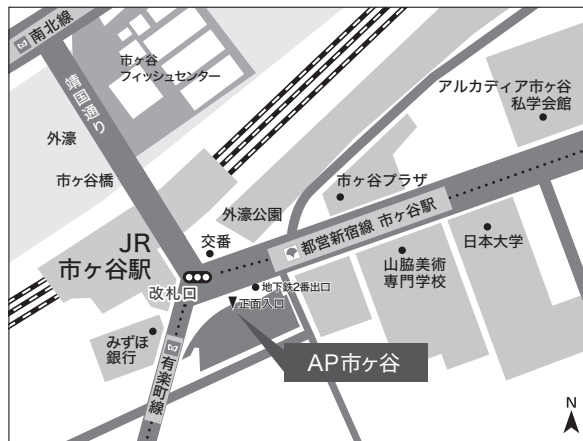 南北線
市ヶ谷
フィッシュセンター
靖国通り
アルカディア市ヶ谷
私学会館
外濠
市ヶ谷橋
市ヶ谷プラザ
外濠公園
都営新宿線 市ヶ谷駅
交番
JR
市ヶ谷駅
日本大学
山脇美術
専門学校
改札口
地下鉄2番出口
正面入口
みずほ
銀行
有楽町線
AP市ヶ谷
N